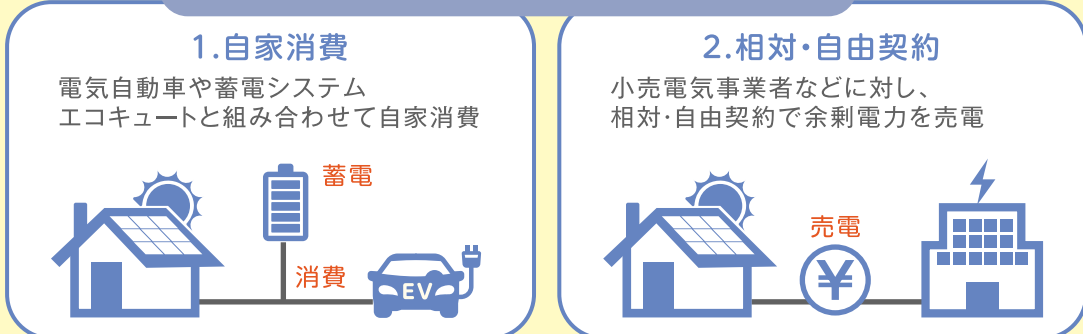 1.自家消費
電気自動車や蓄電システム
エコキュートと組み合わせて自家消費
蓄電
消費
EV
2.相対・自由契約
小売電気事業者などに対し、
相対・自由契約で余剰電力を売電
売電
¥